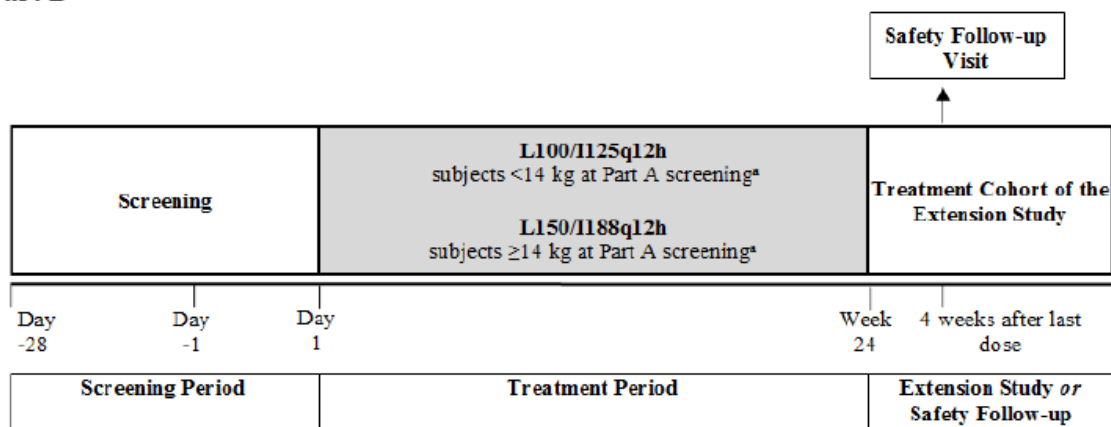 Safety Follow-up
Visit
Screening
L100/I125q12h
subjects <14 kg at Part A screeningᵃ
L150/I188q12h
subjects ≥14 kg at Part A screeningᵃ
Treatment Cohort of the
Extension Study
Day
-28
Day
-1
Day
1
Week
24
4 weeks after last
dose
Screening Period
Treatment Period
Extension Study or
Safety Follow-up